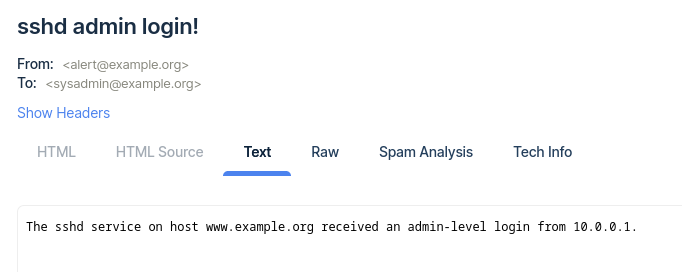 sshd admin login!
From: <alert@example.org>
To: <sysadmin@example.org>
Show Headers
HTML HTML Source Text Raw Spam Analysis Tech Info
The sshd service on host www.example.org received an admin-level login from 10.0.0.1.